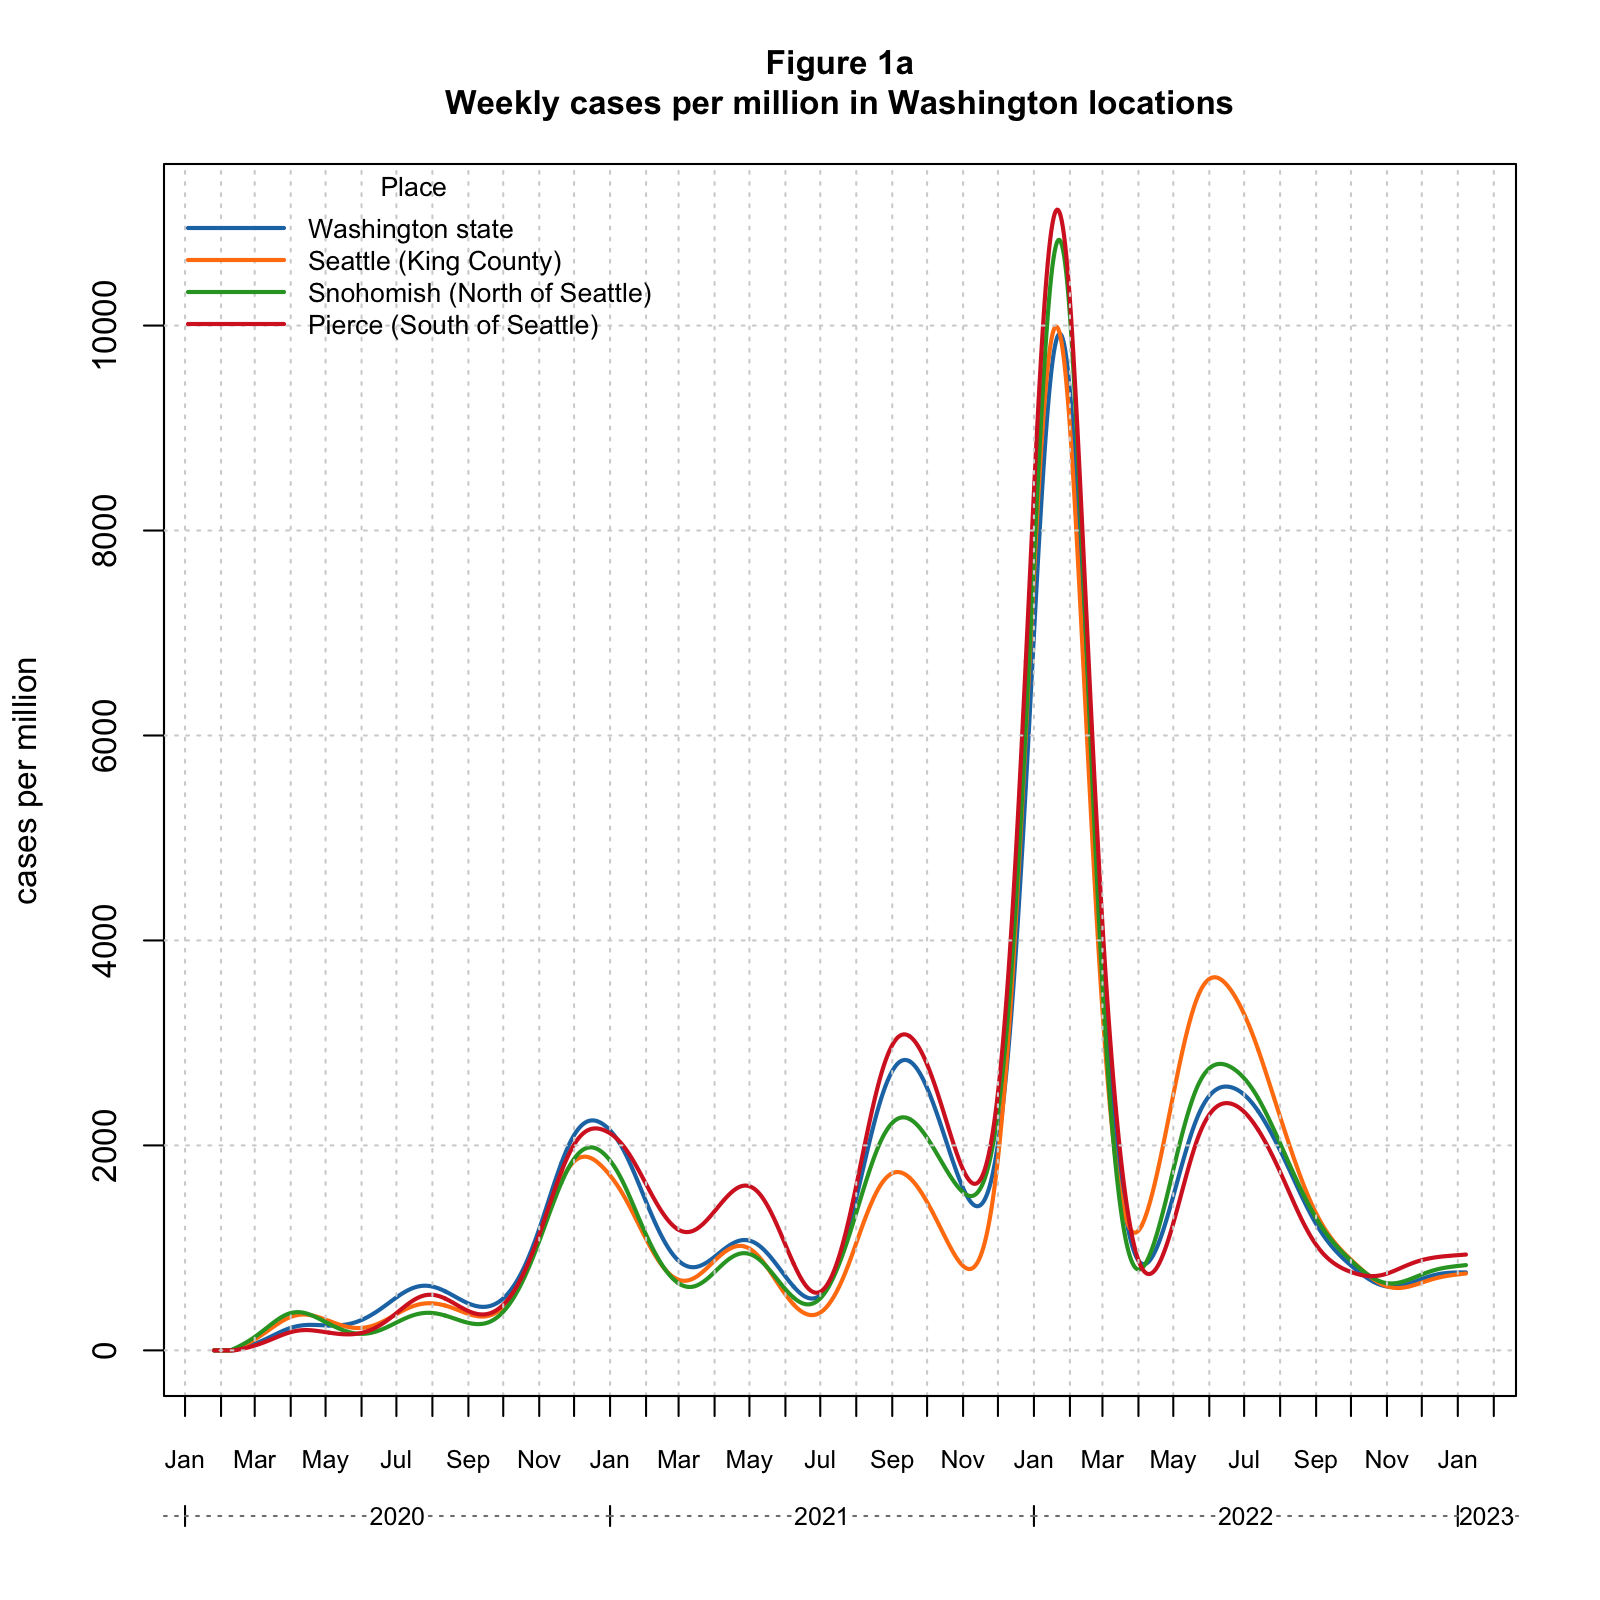 Figure 1a
Weekly cases per million in Washington locations
Place
Washington state
Seattle (King County)
Snohomish (North of Seattle)
Pierce (South of Seattle)
cases per million
10000
8000
6000
4000
2000
0
Jan Mar May Jul Sep Nov Jan Mar May Jul Sep Nov Jan Mar May Jul Sep Nov Jan
2020 2021 2022 2023